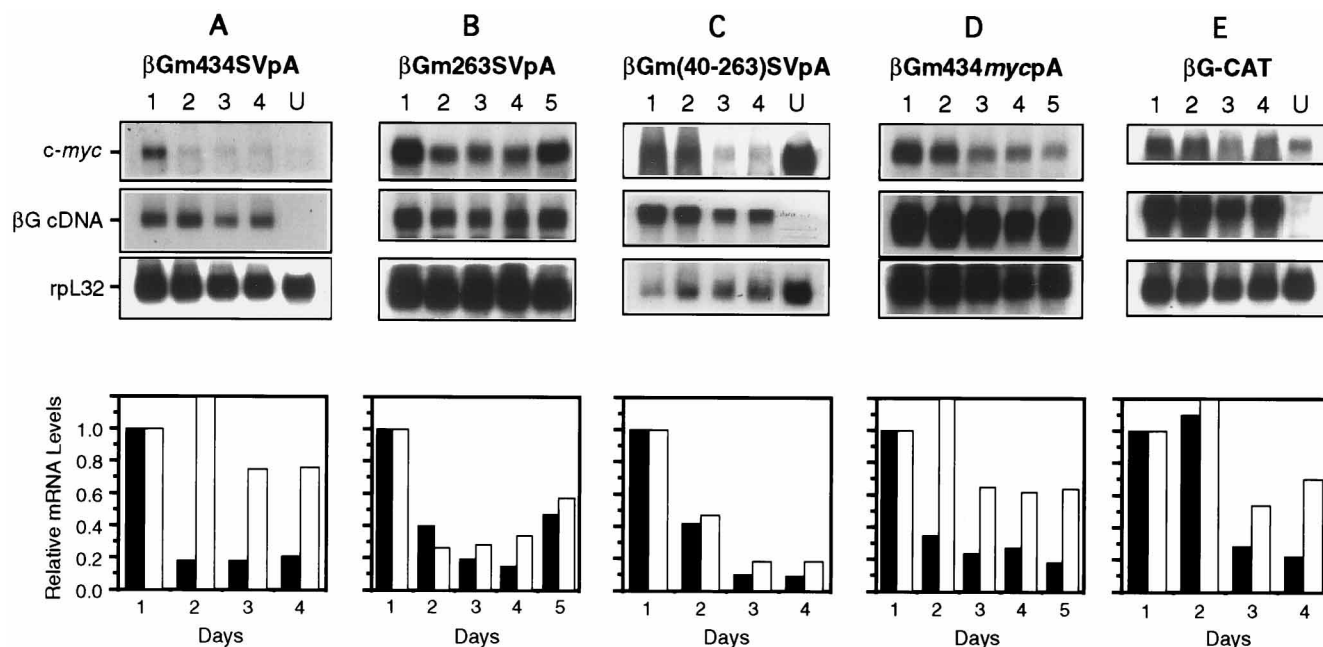 A B C D E
βGm434SVpA βGm263SVpA βGm(40-263)SVpA βGm434mycpA βG-CAT
1 2 3 4 U 1 2 3 4 5 1 2 3 4 U 1 2 3 4 5 1 2 3 4 U
c-myc
βG cDNA
rpL32
Relative mRNA Levels
1.0
0.8
0.6
0.4
0.2
0.0
1 2 3 4 1 2 3 4 5 1 2 3 4 1 2 3 4 5 1 2 3 4
Days Days Days Days Days